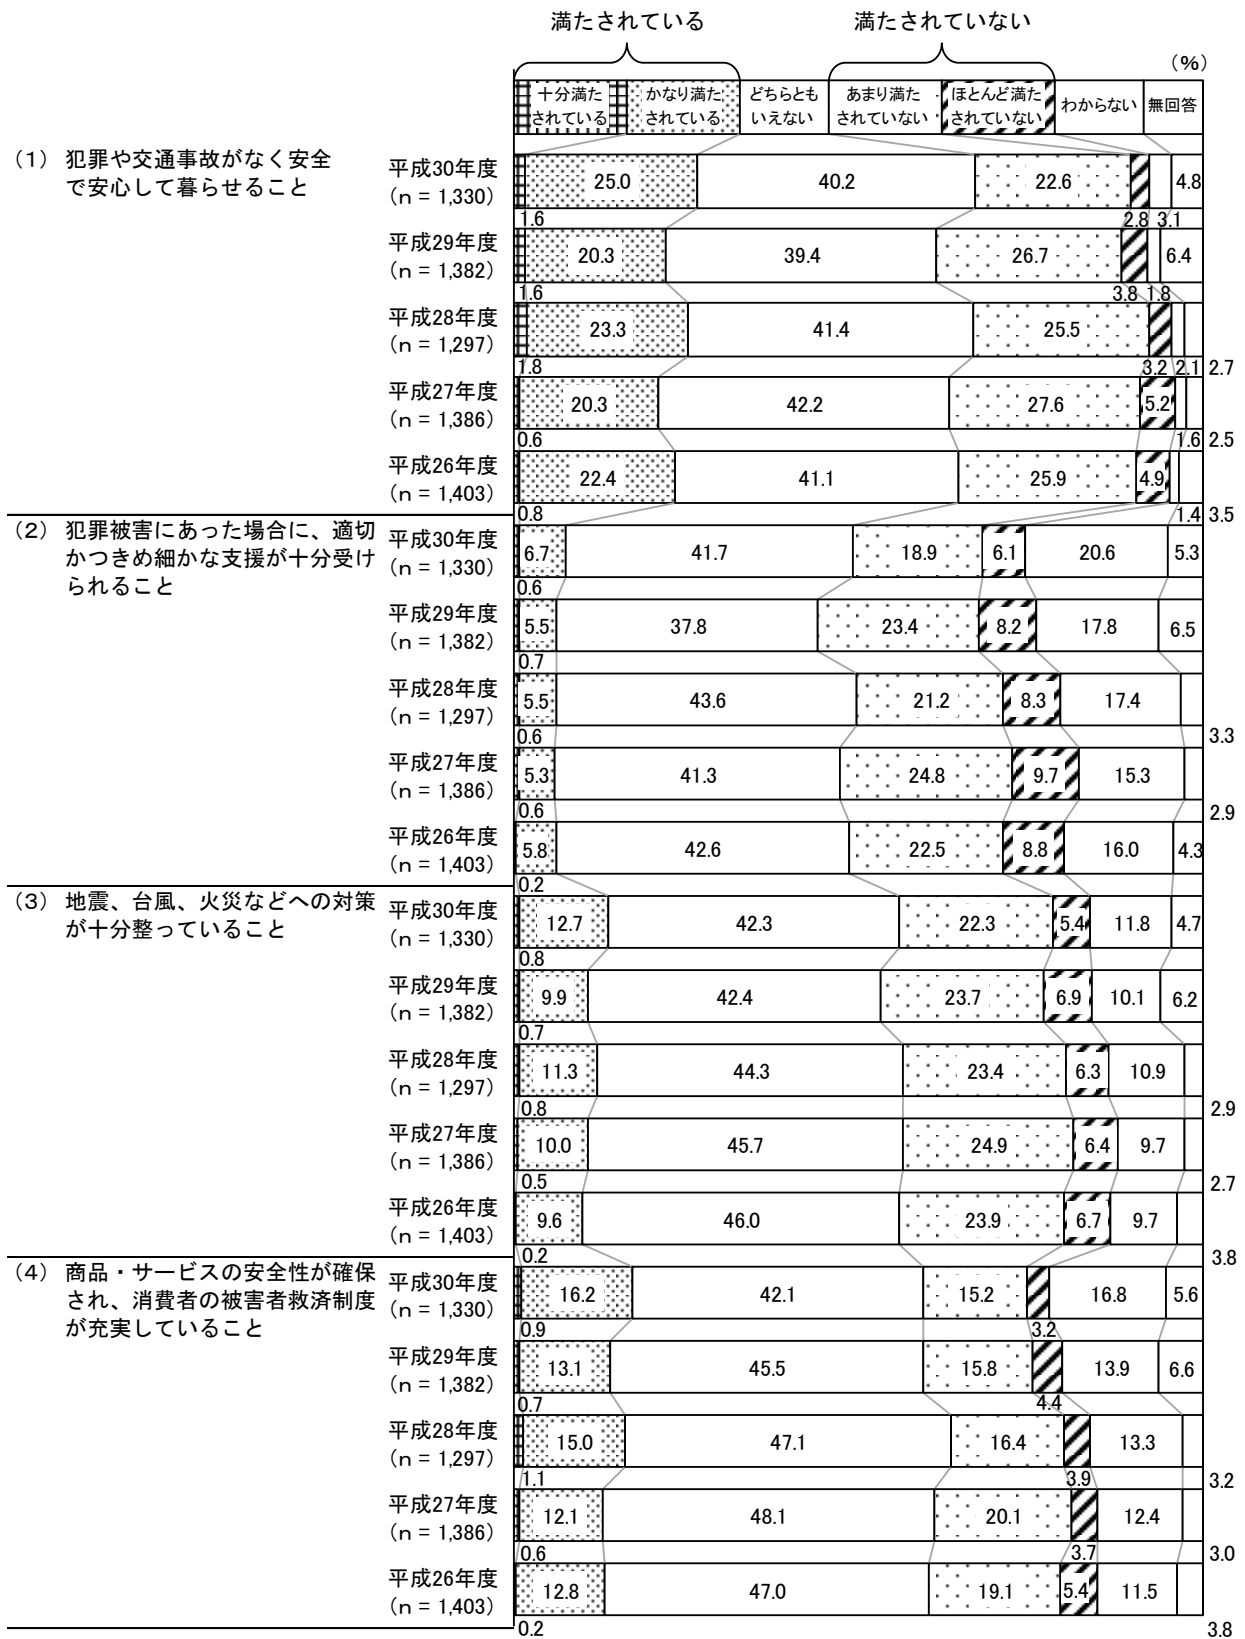 満たされている 満たされていない
(%)
十分満た かなり満た どちらとも あまり満た ほとんど満た わからない 無回答
されている されている いえない されていない されていない
(1) 犯罪や交通事故がなく安全
で安心して暮らせること
平成30年度
(n = 1,330)
25.0 40.2 22.6 4.8
1.6 2.8 3.1
平成29年度
(n = 1,382)
20.3 39.4 26.7 6.4
1.6 3.8 1.8
平成28年度
(n = 1,297)
23.3 41.4 25.5
1.8 3.2 2.1 2.7
平成27年度
(n = 1,386)
20.3 42.2 27.6 5.2
0.6 1.6 2.5
平成26年度
(n = 1,403)
22.4 41.1 25.9 4.9
0.8 1.4 3.5
(2) 犯罪被害にあった場合に、適切
かつきめ細かな支援が十分受け
られること
平成30年度
(n = 1,330)
6.7 41.7 18.9 6.1 20.6 5.3
0.6
平成29年度
(n = 1,382)
5.5 37.8 23.4 8.2 17.8 6.5
0.7
平成28年度
(n = 1,297)
5.5 43.6 21.2 8.3 17.4
0.6 3.3
平成27年度
(n = 1,386)
5.3 41.3 24.8 9.7 15.3
0.6 2.9
平成26年度
(n = 1,403)
5.8 42.6 22.5 8.8 16.0 4.3
0.2
(3) 地震、台風、火災などへの対策
が十分整っていること
平成30年度
(n = 1,330)
12.7 42.3 22.3 5.4 11.8 4.7
0.8
平成29年度
(n = 1,382)
9.9 42.4 23.7 6.9 10.1 6.2
0.7
平成28年度
(n = 1,297)
11.3 44.3 23.4 6.3 10.9
0.8 2.9
平成27年度
(n = 1,386)
10.0 45.7 24.9 6.4 9.7
0.5 2.7
平成26年度
(n = 1,403)
9.6 46.0 23.9 6.7 9.7
0.2 3.8
(4) 商品・サービスの安全性が確保
され、消費者の被害者救済制度
が充実していること
平成30年度
(n = 1,330)
16.2 42.1 15.2 16.8 5.6
0.9 3.2
平成29年度
(n = 1,382)
13.1 45.5 15.8 13.9 6.6
0.7 4.4
平成28年度
(n = 1,297)
15.0 47.1 16.4 13.3
1.1 3.9 3.2
平成27年度
(n = 1,386)
12.1 48.1 20.1 12.4
0.6 3.7 3.0
平成26年度
(n = 1,403)
12.8 47.0 19.1 5.4 11.5
0.2 3.8